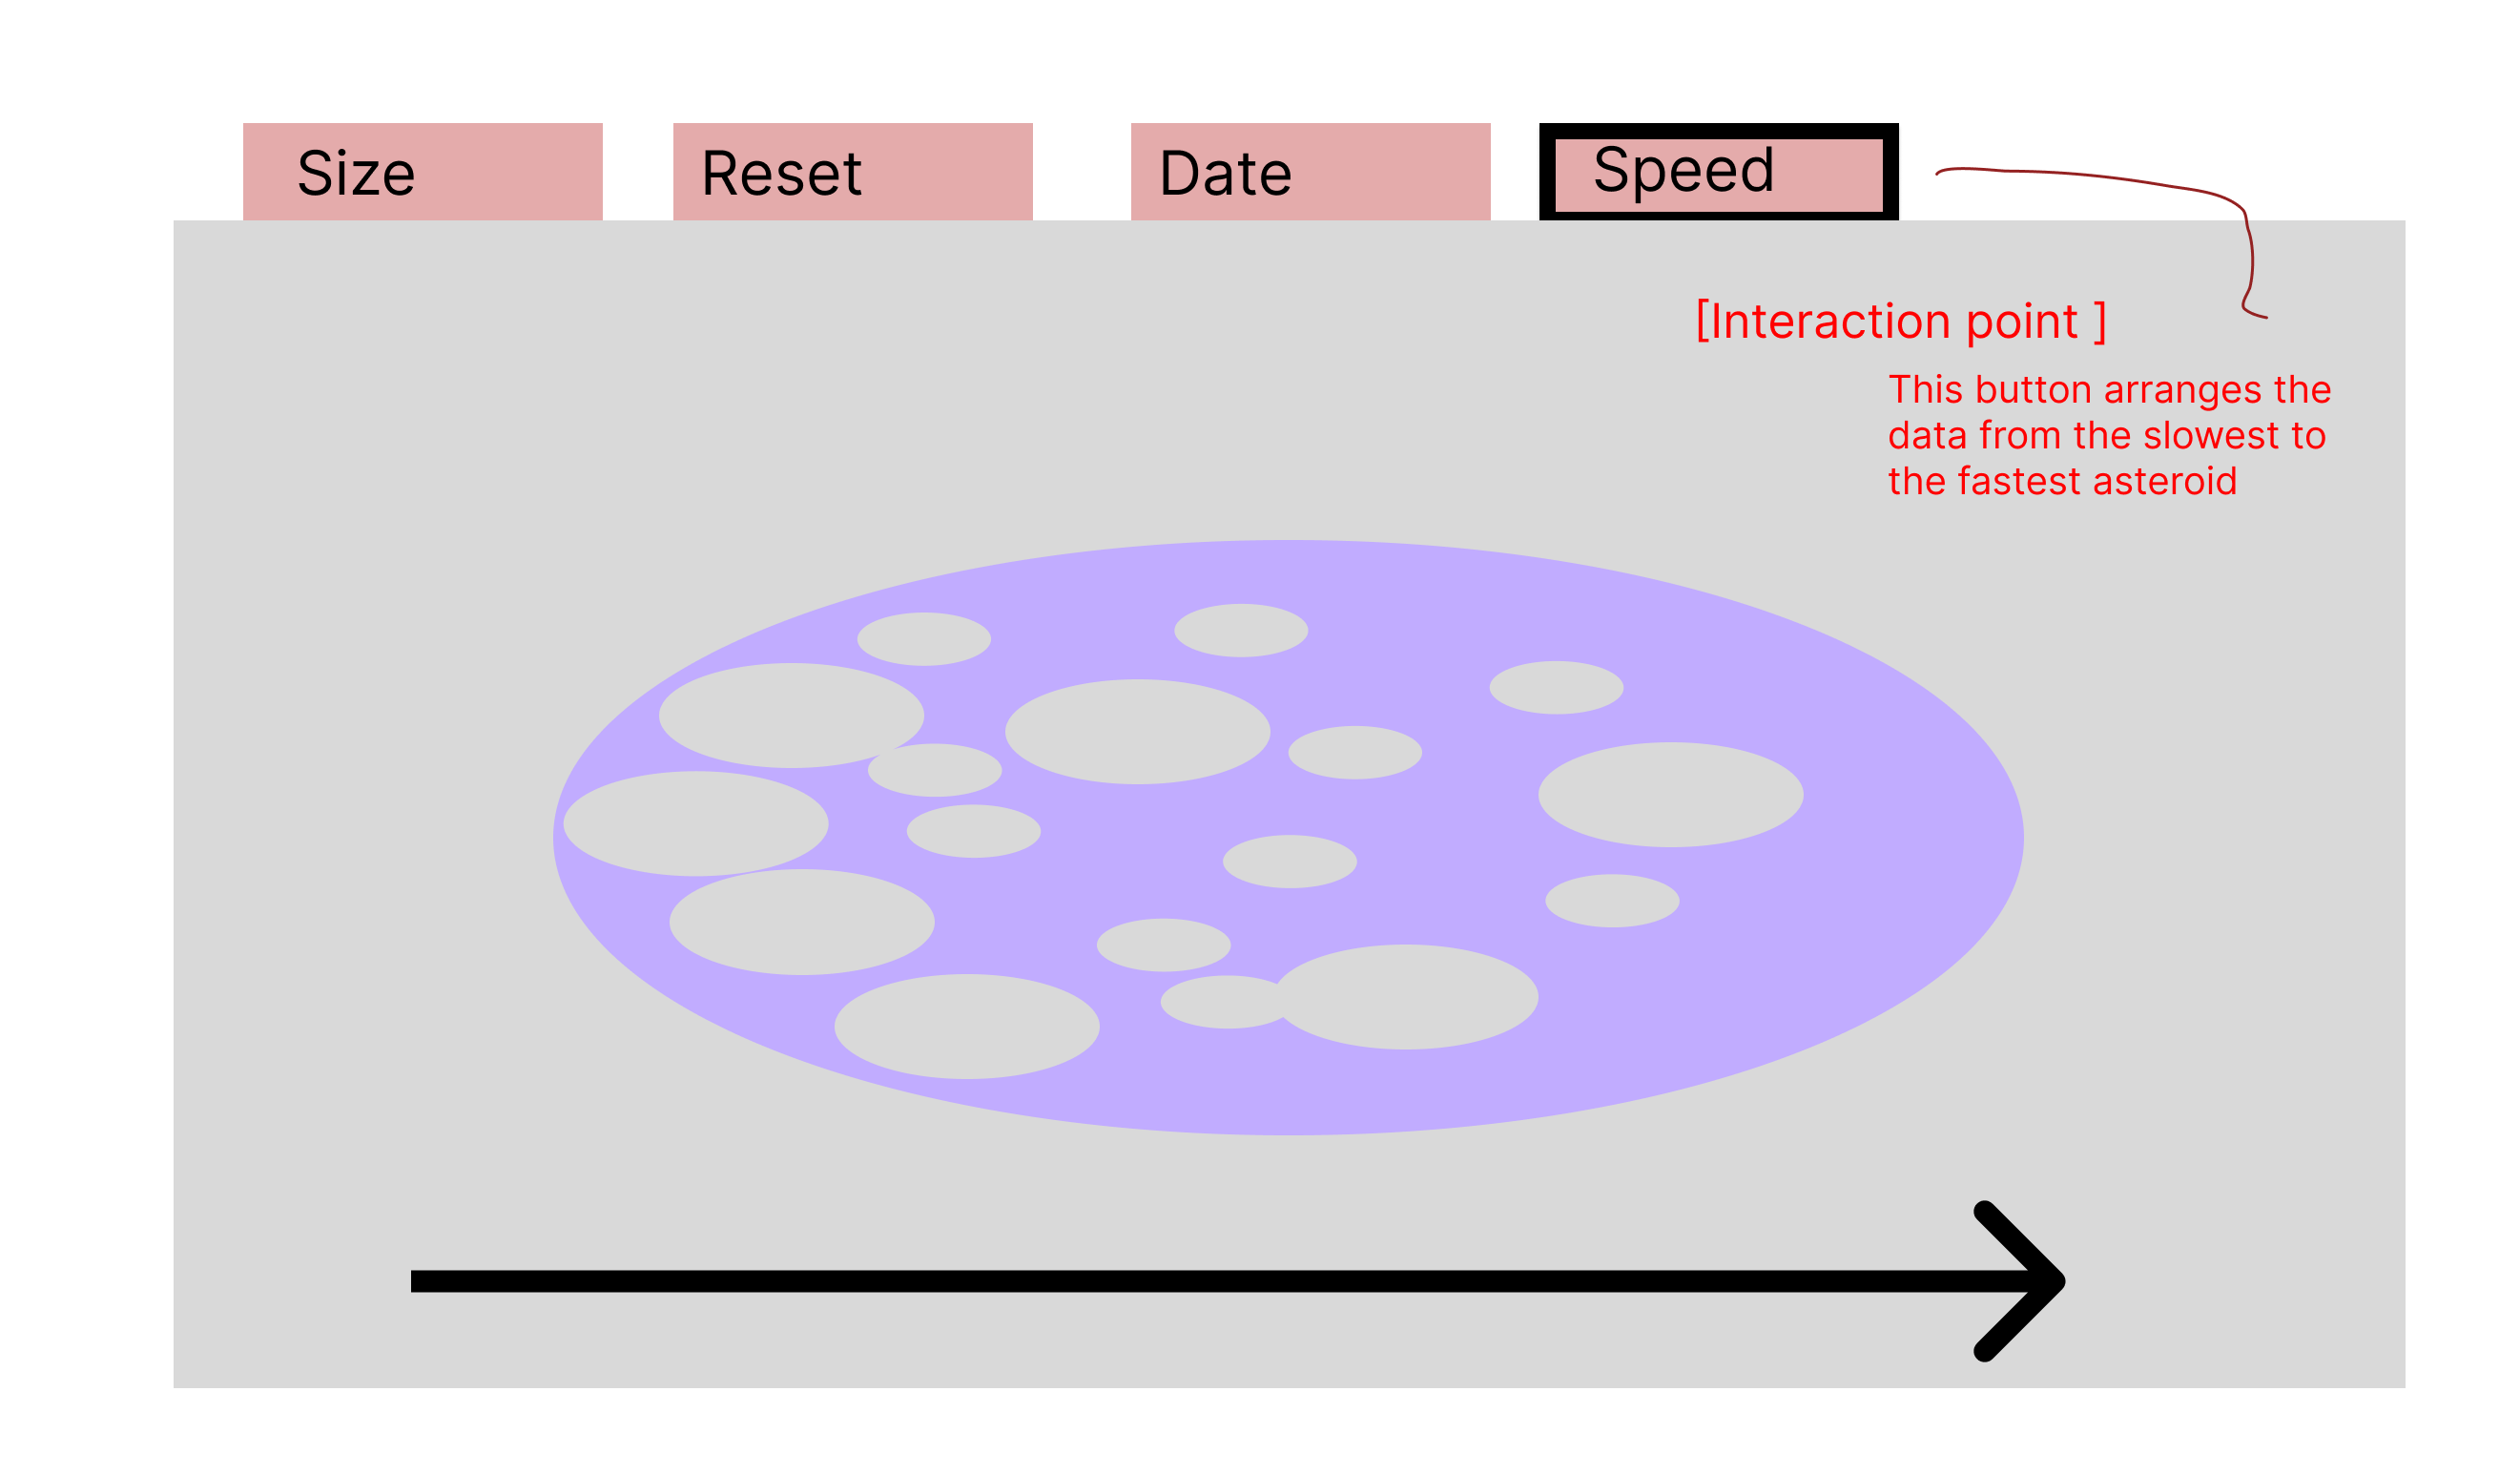 Size
Reset
Date
Speed
[Interaction point ]
This button arranges the
data from the slowest to
the fastest asteroid